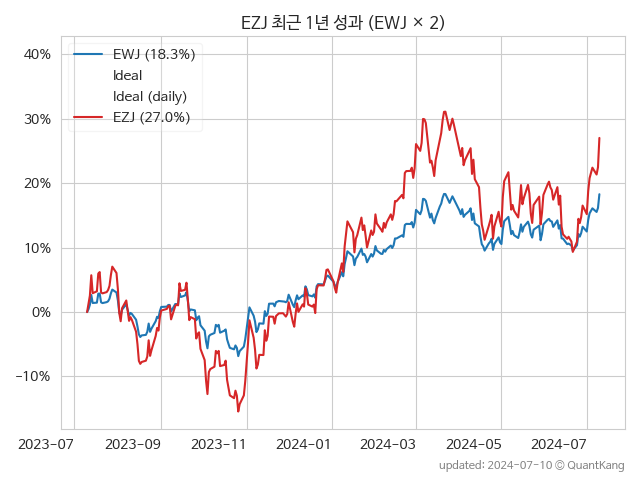 EZJ 최근 1년 성과 (EWJ × 2)
EWJ (18.3%)
Ideal
Ideal (daily)
EZJ (27.0%)
40%
30%
20%
10%
0%
−10%
2023-07
2023-09
2023-11
2024-01
2024-03
2024-05
2024-07
updated: 2024-07-10 © QuantKang